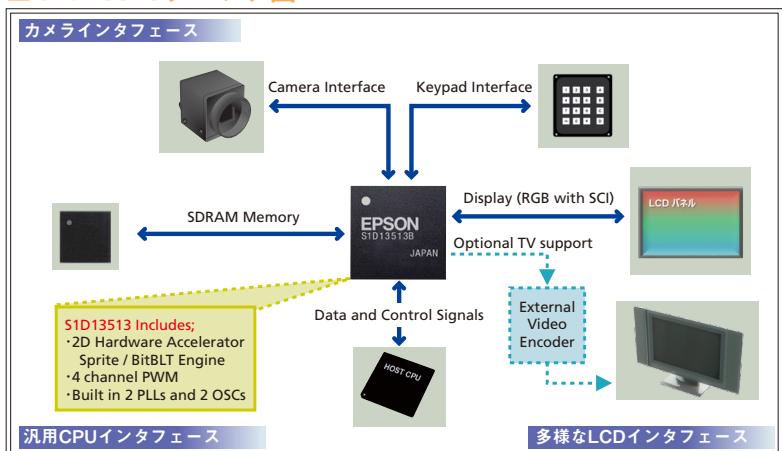 カメラインタフェース
Camera Interface
Keypad Interface
EPSON
S1D13513B
JAPAN
SDRAM Memory
Display (RGB with SCI)
LCD パネル
Optional TV support
S1D13513 Includes;
・2D Hardware Accelerator
Sprite / BitBLT Engine
・4 channel PWM
・Built in 2 PLLs and 2 OSCs
Data and Control Signals
HOST CPU
External
Video
Encoder
汎用CPUインタフェース
多様なLCDインタフェース